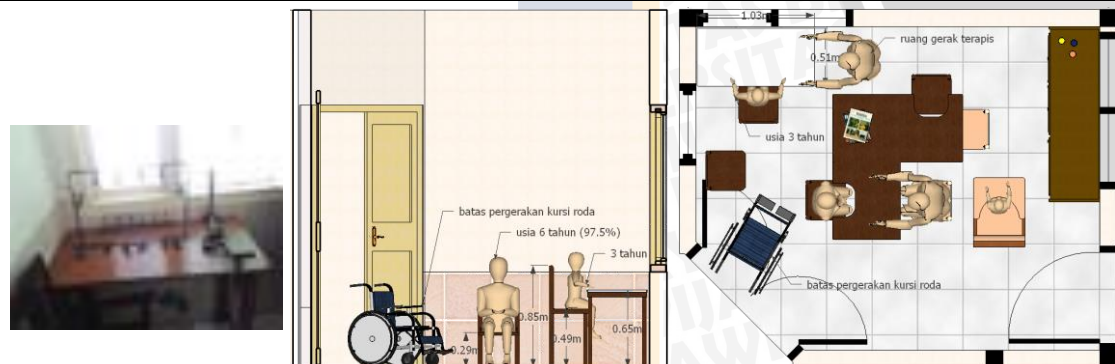 batas pergerakan kursi roda
usia 6 tahun (97.5%)
3 tahun
0.85m
0.49m
0.65m
0.29m
1.03m
ruang gerak terapis
0.51m
usia 3 tahun
batas pergerakan kursi roda